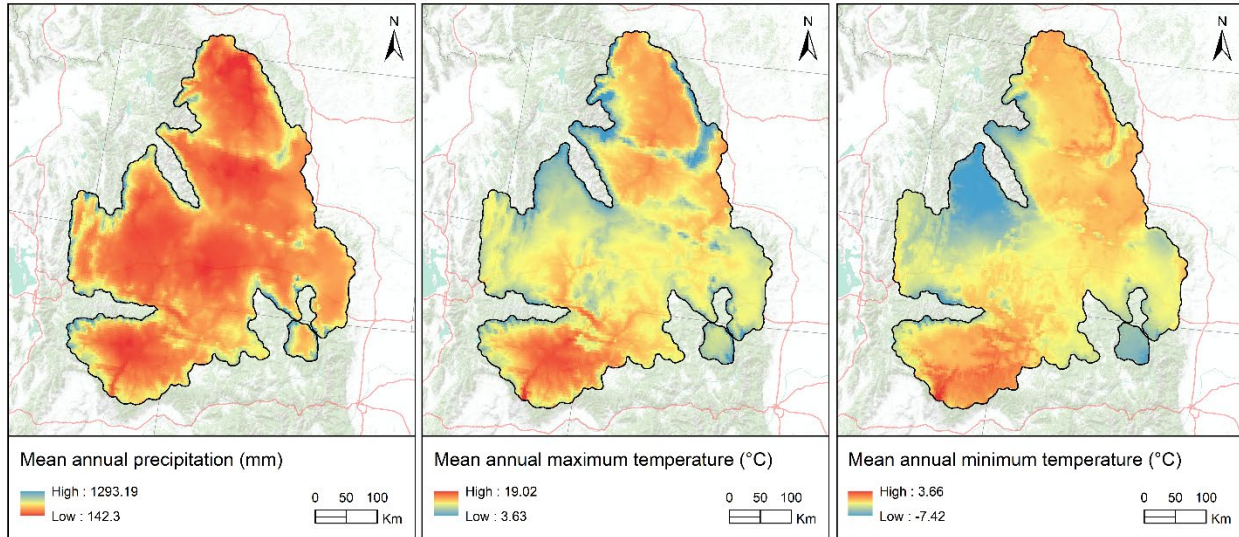 N
N
N
Mean annual precipitation (mm)
High : 1293.19
Low : 142.3
0 50 100
Km
Mean annual maximum temperature (°C)
High : 19.02
Low : 3.63
0 50 100
Km
Mean annual minimum temperature (°C)
High : 3.66
Low : -7.42
0 50 100
Km